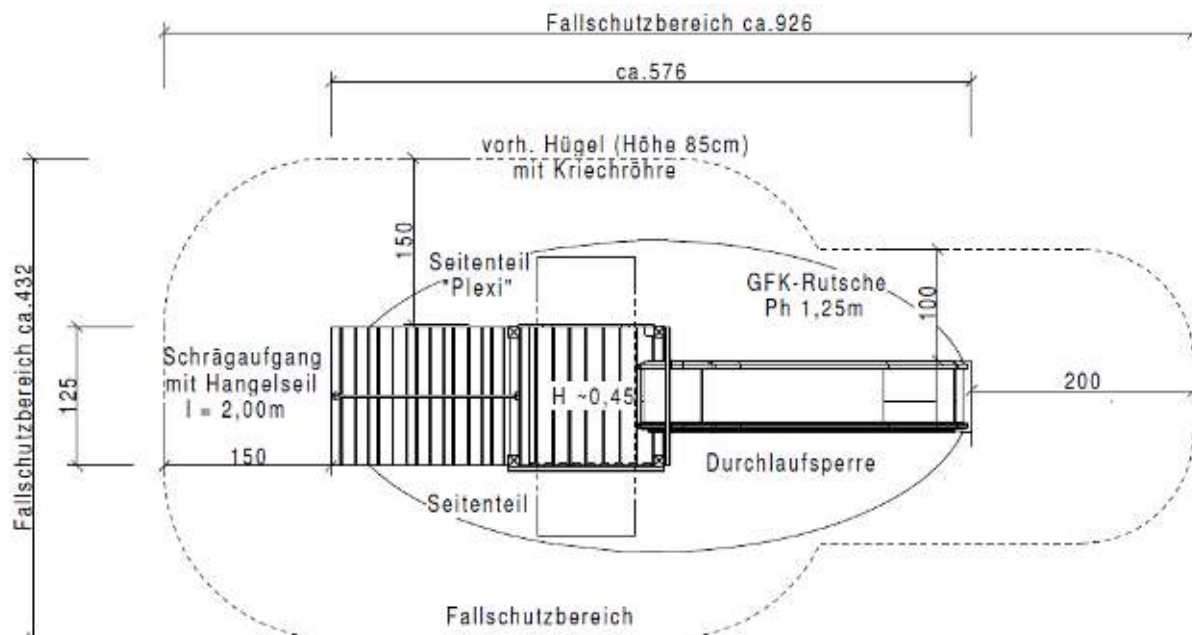 Fallschutzbereich ca.926
ca.576
vorh. Hügel (Höhe 85cm)
mit Kriechröhre
Fallschutzbereich ca.432
150
Seitenteil
"Plexi"
GFK-Rutsche
Ph 1,25m
100
125
Schrägaufgang
mit Hangelseil
l = 2,00m
H ~0,45
200
150
Durchlaufsperre
Seitenteil
Fallschutzbereich